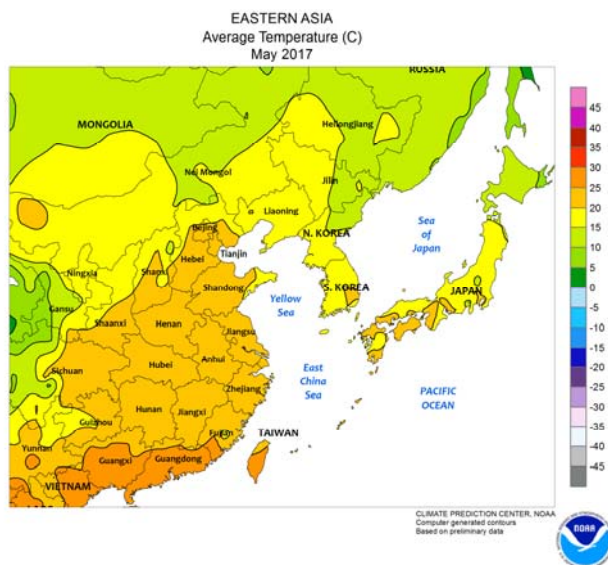 EASTERN ASIA
Average Temperature (C)
May 2017
RUSSIA
MONGOLIA
Heilongjiang
Nei Mongol
Jilin
Liaoning
Beijing
N. KOREA
Sea
of
Japan
Tianjin
Hebei
Ningxia
Shanxi
Shandong
S. KOREA
JAPAN
Gansu
Yellow
Sea
Shaanxi
Henan
Jiangsu
Sichuan
Hubei
Anhui
East
China
Sea
Zhejiang
PACIFIC
OCEAN
Hunan
Jiangxi
Guizhou
Fujian
TAIWAN
Yunnan
Guangxi
Guangdong
VIETNAM
45
40
35
30
25
20
15
10
5
0
-5
-10
-15
-20
-25
-30
-35
-40
-45
CLIMATE PREDICTION CENTER, NOAA
Computer generated contours
Based on preliminary data
NOAA